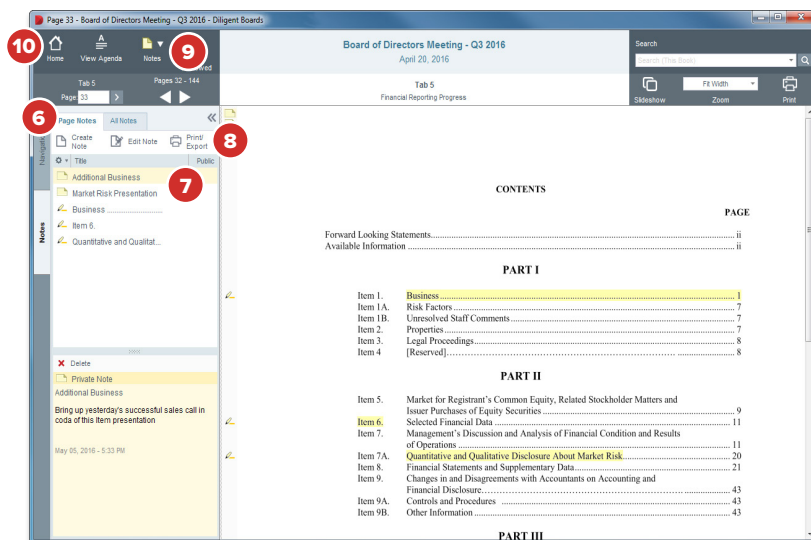 Page 33 - Board of Directors Meeting - Q3 2016 - Diligent Boards
10
Home
View Agenda
Notes
9
Board of Directors Meeting - Q3 2016
April 20, 2016
Search
Search (This Book)
Tab 5
Pages 32 - 144
Page 33
Tab 5
Financial Reporting Progress
Slideshow
Fit Width
Zoom
Print
6
Page Notes
All Notes
Create Note
Edit Note
Print/ Export
8
Title
Public
Notes
Additional Business
7
Market Risk Presentation
Business ............................
Item 6.
Quantitative and Qualitat...
Delete
Private Note
Additional Business
Bring up yesterday's successful sales call in
coda of this item presentation
May 05, 2016 - 5:33 PM
CONTENTS
PAGE
Forward Looking Statements ii
Available Information ii
PART I
Item 1. Business 1
Item 1A. Risk Factors 7
Item 1B. Unresolved Staff Comments 7
Item 2. Properties 7
Item 3. Legal Proceedings 8
Item 4 [Reserved] 8
PART II
Item 5. Market for Registrant's Common Equity, Related Stockholder Matters and
Issuer Purchases of Equity Securities 9
Item 6. Selected Financial Data 11
Item 7. Management's Discussion and Analysis of Financial Condition and Results
of Operations 11
Item 7A. Quantitative and Qualitative Disclosure About Market Risk 20
Item 8. Financial Statements and Supplementary Data 21
Item 9. Changes in and Disagreements with Accountants on Accounting and
Financial Disclosure 43
Item 9A. Controls and Procedures 43
Item 9B. Other Information 43
PART III